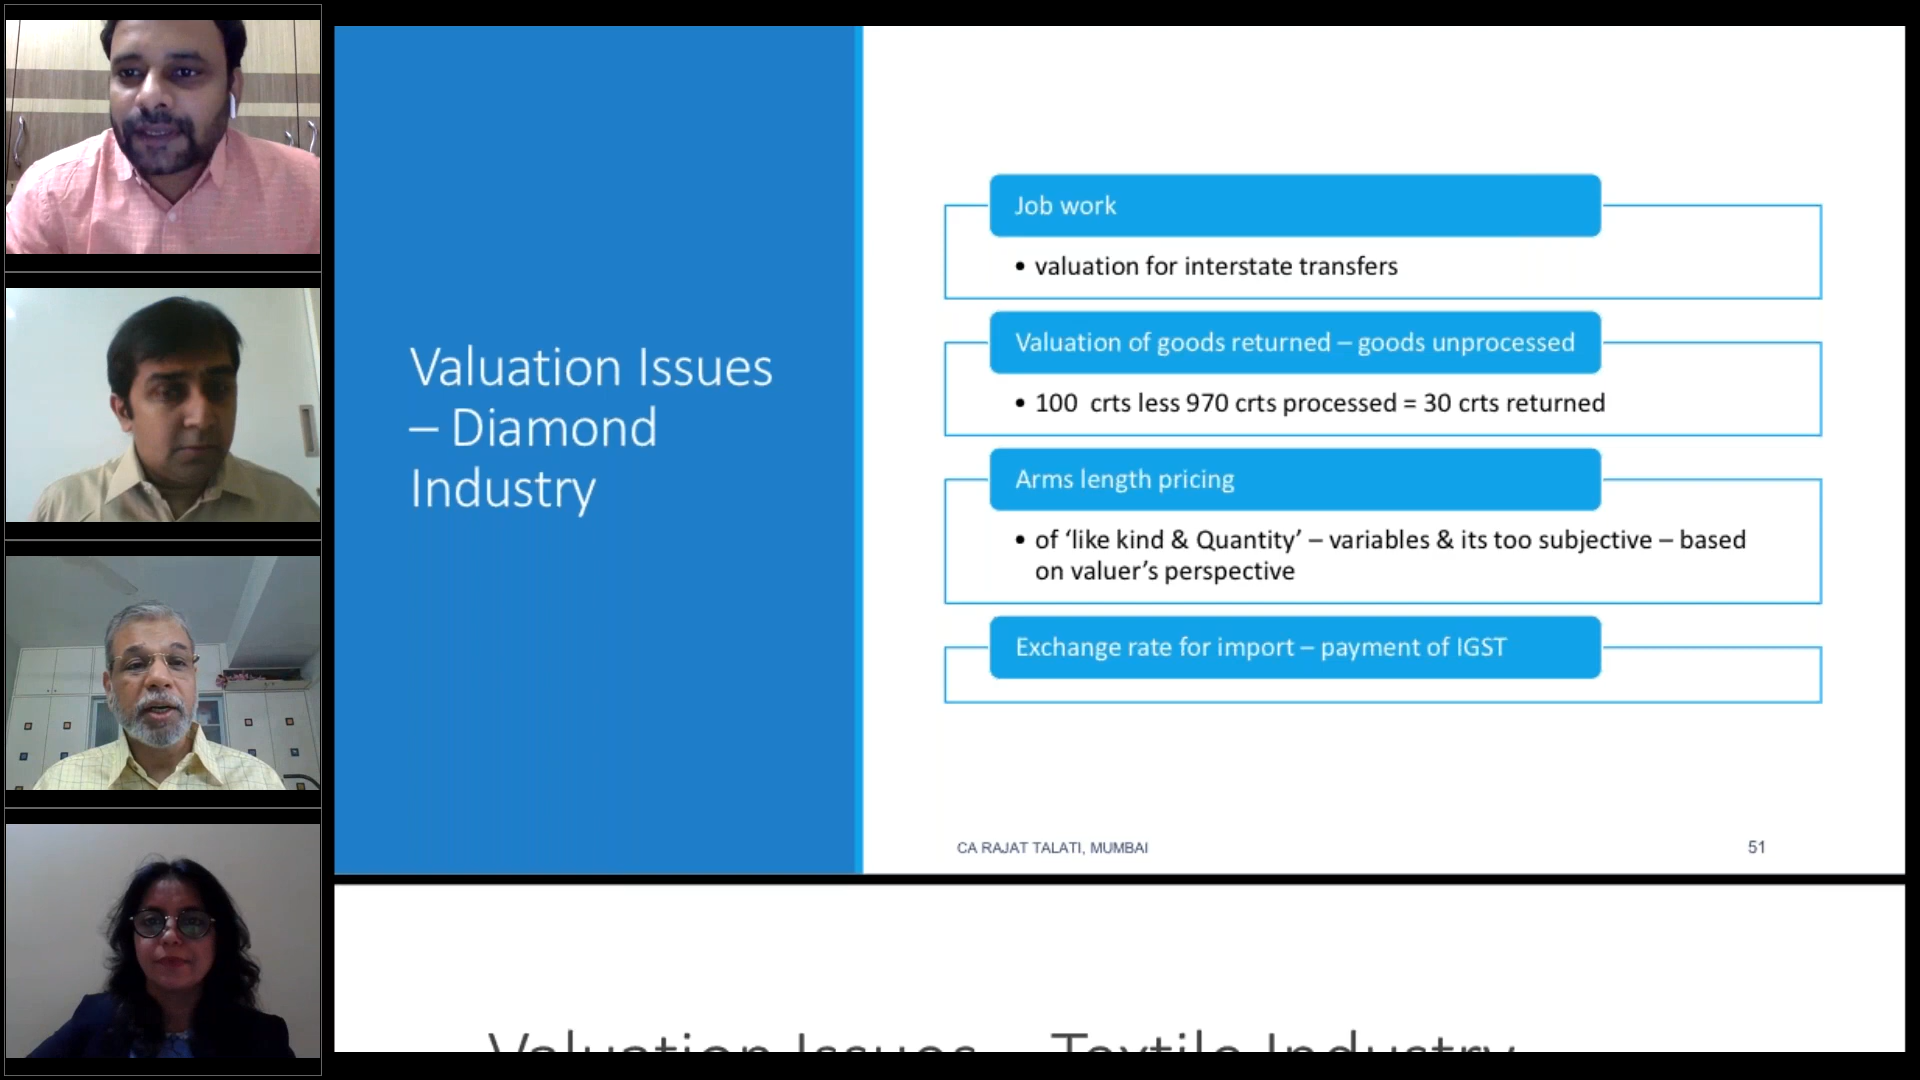 Valuation Issues
– Diamond
Industry
Job work
• valuation for interstate transfers
Valuation of goods returned – goods unprocessed
• 100 crts less 970 crts processed = 30 crts returned
Arms length pricing
• of ‘like kind & Quantity’ – variables & its too subjective – based
on valuer’s perspective
Exchange rate for import – payment of IGST
CA RAJAT TALATI, MUMBAI
51
Valuation Issues – Textile Industry